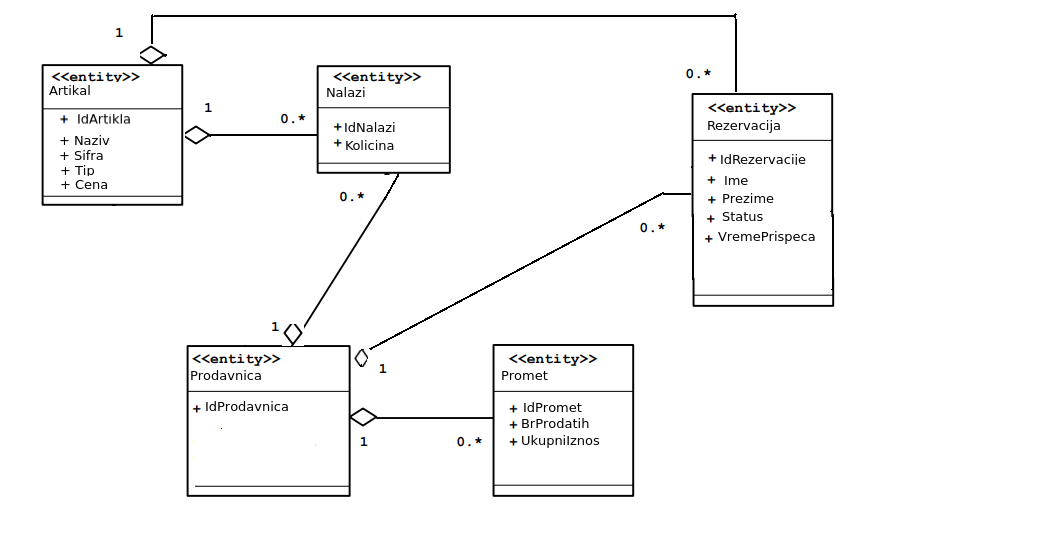 1
0.*
<<entity>>
Artikal
+ IdArtikla
+ Naziv
+ Sifra
+ Tip
+ Cena
1
0.*
<<entity>>
Nalazi
+ IdNalazi
+ Kolicina
0.*
1
<<entity>>
Rezervacija
+ IdRezervacije
+ Ime
+ Prezime
+ Status
+ VremePrispeca
0.*
1
<<entity>>
Prodavnica
+ IdProdavnica
1
0.*
<<entity>>
Promet
+ IdPromet
+ BrProdatih
+ UkupniIznos